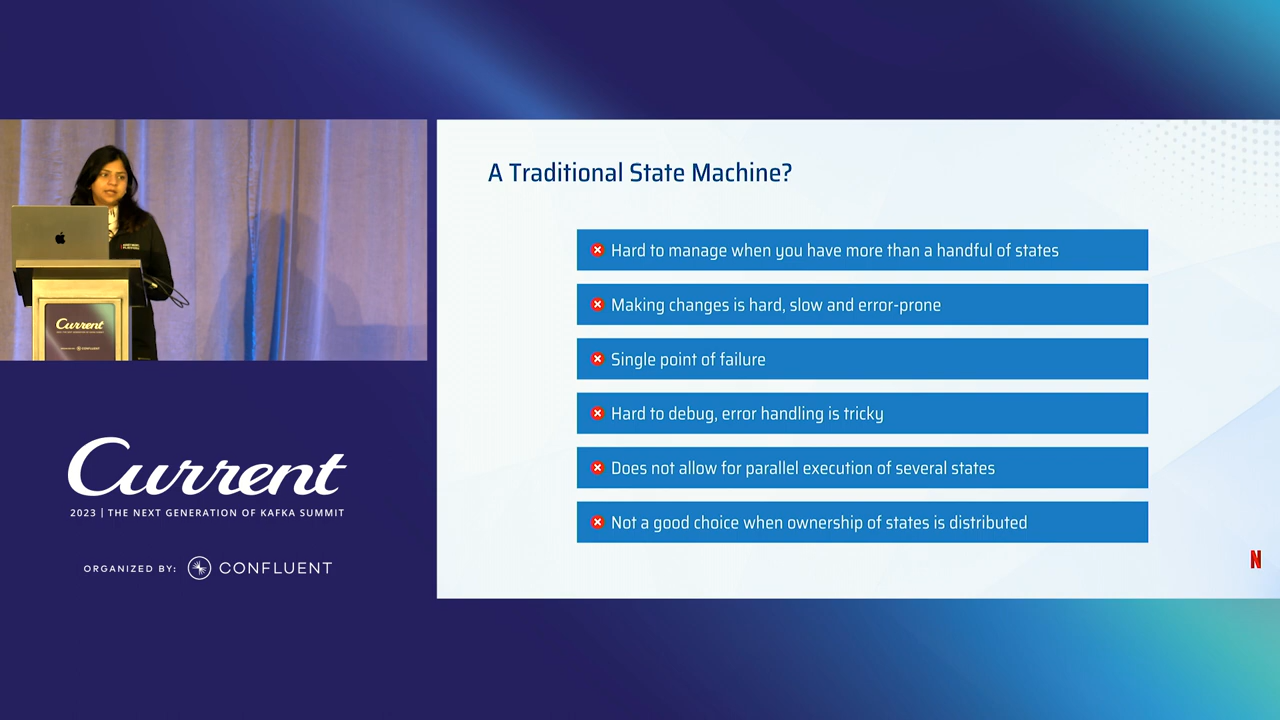 A Traditional State Machine?
Hard to manage when you have more than a handful of states
Making changes is hard, slow and error-prone
Single point of failure
Hard to debug, error handling is tricky
Does not allow for parallel execution of several states
Not a good choice when ownership of states is distributed
N
Current
Current
2023 | THE NEXT GENERATION OF KAFKA SUMMIT
ORGANIZED BY: CONFLUENT